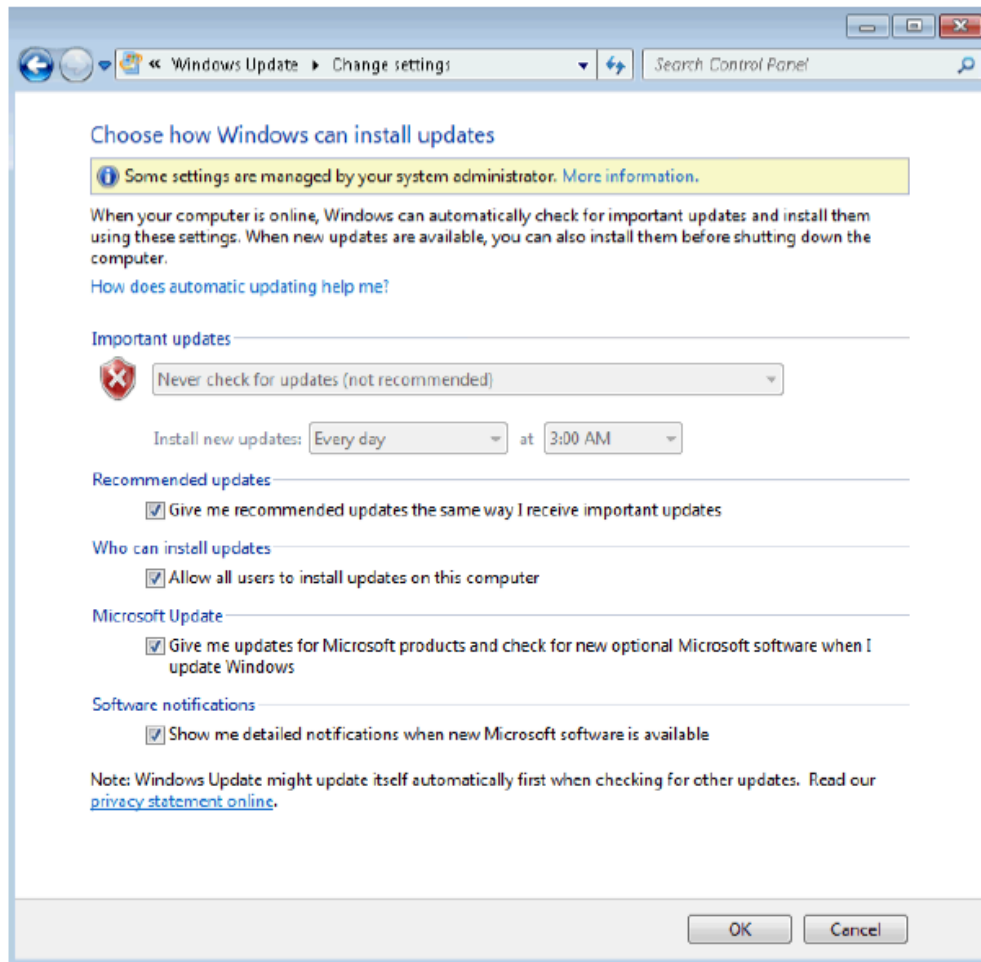 « Windows Update ▸ Change settings
Search Control Panel
Choose how Windows can install updates
Some settings are managed by your system administrator. More information.
When your computer is online, Windows can automatically check for important updates and install them
using these settings. When new updates are available, you can also install them before shutting down the
computer.
How does automatic updating help me?
Important updates
Never check for updates (not recommended)
Install new updates: Every day at 3:00 AM
Recommended updates
Give me recommended updates the same way I receive important updates
Who can install updates
Allow all users to install updates on this computer
Microsoft Update
Give me updates for Microsoft products and check for new optional Microsoft software when I
update Windows
Software notifications
Show me detailed notifications when new Microsoft software is available
Note: Windows Update might update itself automatically first when checking for other updates. Read our
privacy statement online.
OK Cancel